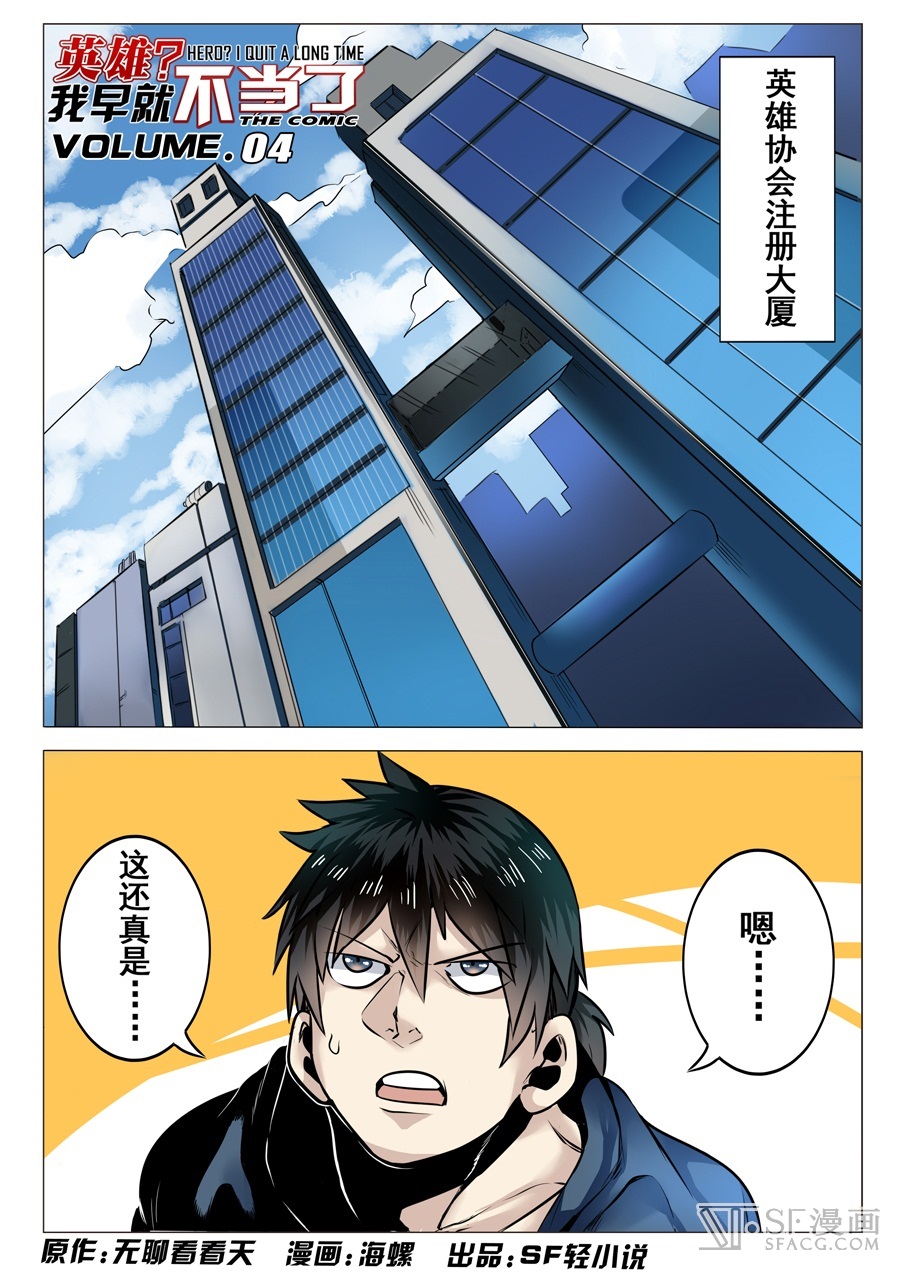 英雄?
HERO? I QUIT A LONG TIME
我早就不当了
THE COMIC
VOLUME. 04
英雄协会注册大厦
嗯……
这还真是……
原作:无聊看看天 漫画:海螺 出品:SF轻小说
SF漫画
SFACG.COM